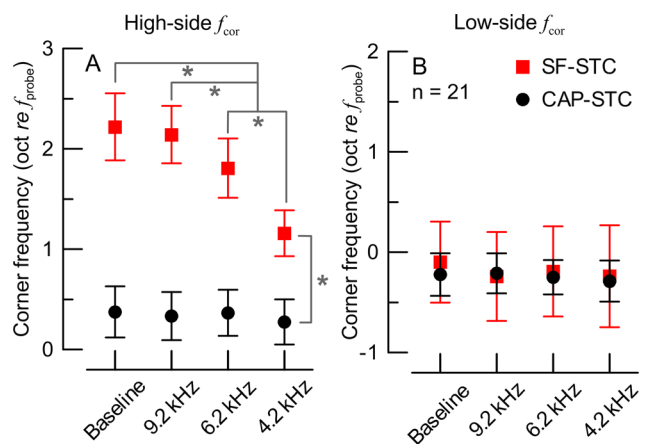 High-side fcor
Low-side fcor
A
B
n = 21
SF-STC
CAP-STC
Corner frequency (oct re fprobe)
3
2
1
0
*
*
*
*
Baseline
9.2 kHz
6.2 kHz
4.2 kHz
Corner frequency (oct re fprobe)
2
1
0
-1
Baseline
9.2 kHz
6.2 kHz
4.2 kHz